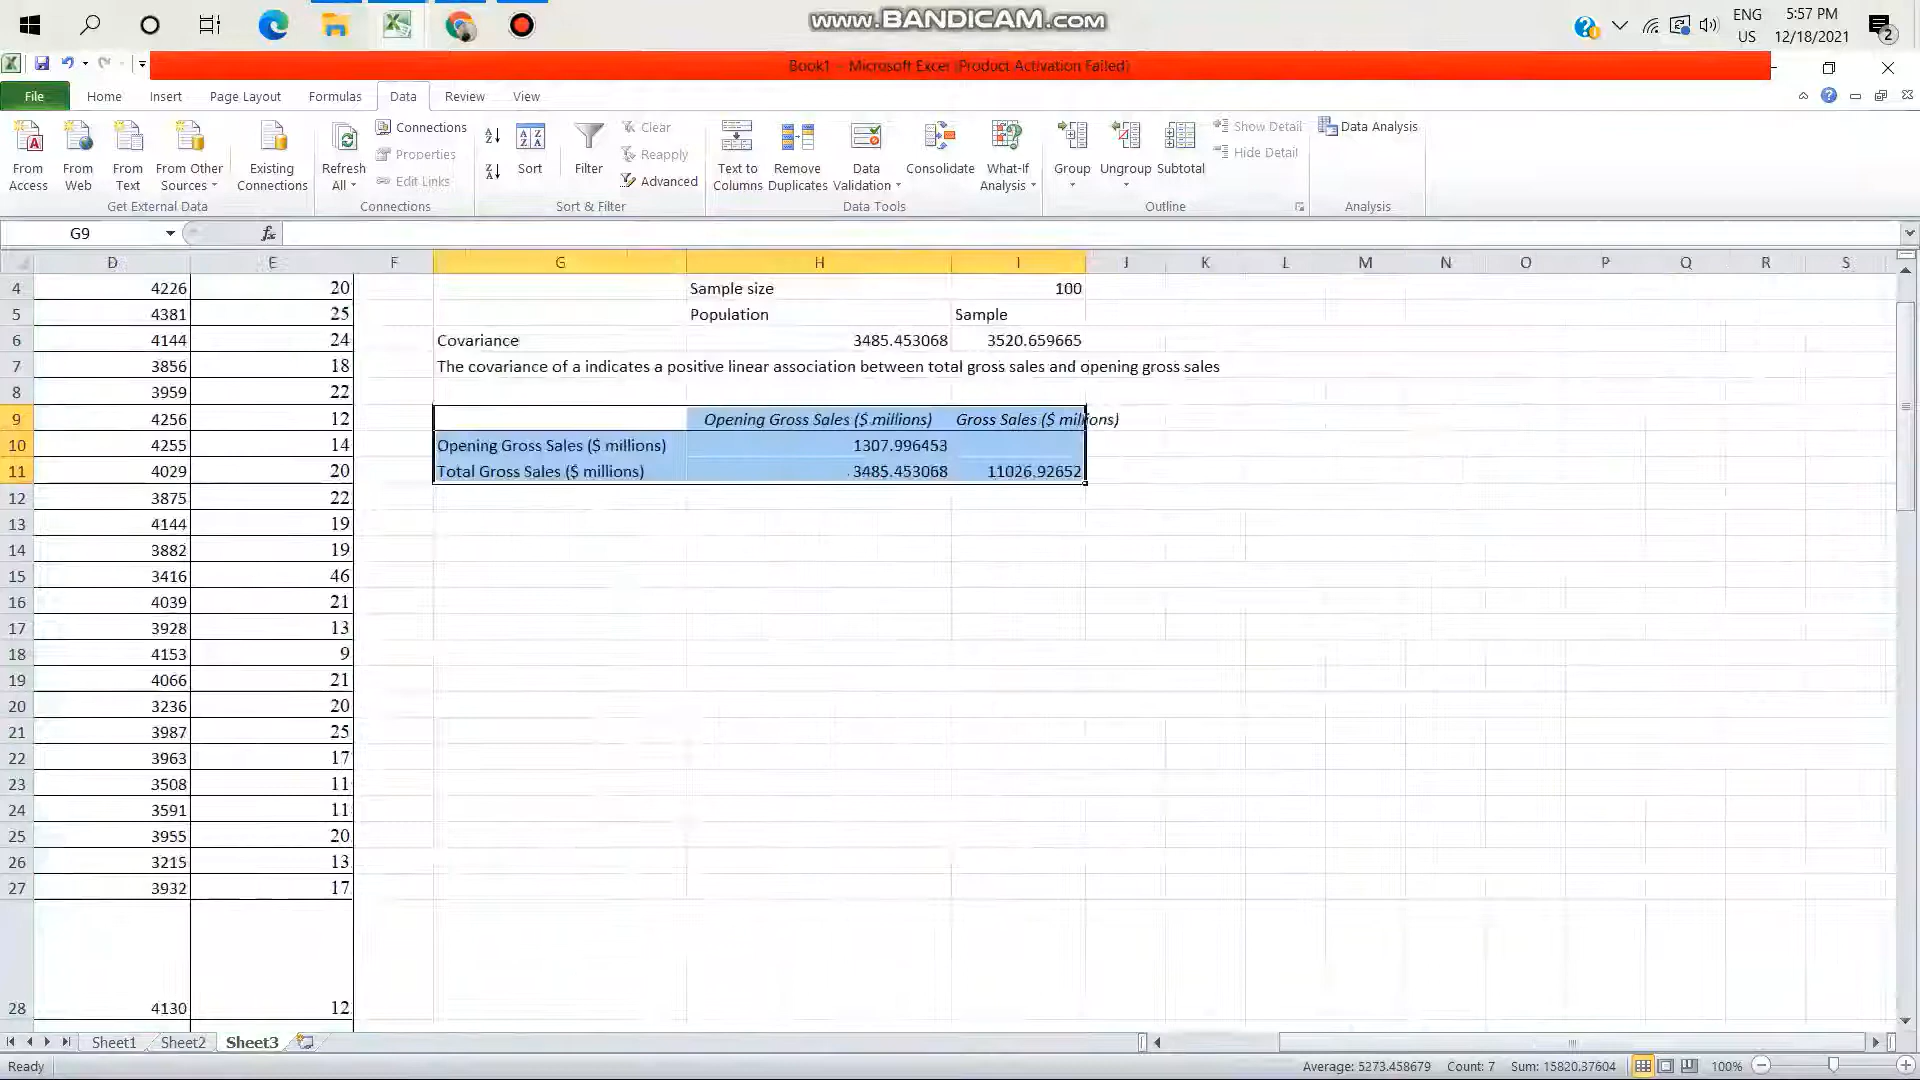 www.BANDICAM.com
ENG
US
5:57 PM
12/18/2021
2
Book1 - Microsoft Excel (Product Activation Failed)
File Home Insert Page Layout Formulas Data Review View
From Access
From Web
From Text
From Other Sources
Existing Connections
Get External Data
Refresh All
Connections
Properties
Edit Links
Connections
Sort
Filter
Clear
Reapply
Advanced
Sort & Filter
Text to Columns
Remove Duplicates
Data Validation
Consolidate
What-If Analysis
Data Tools
Group
Ungroup
Subtotal
Show Detail
Hide Detail
Outline
Data Analysis
Analysis
G9 fx
D E F G H I J K L M N O P Q R S
4 4226 20 Sample size 100
5 4381 25 Population Sample
6 4144 24 Covariance 3485.453068 3520.659665
7 3856 18 The covariance of a indicates a positive linear association between total gross sales and opening gross sales
8 3959 22
9 4256 12 Opening Gross Sales ($ millions) Gross Sales ($ millions)
10 4255 14 Opening Gross Sales ($ millions) 1307.996453
11 4029 20 Total Gross Sales ($ millions) 3485.453068 11026.92652
12 3875 22
13 4144 19
14 3882 19
15 3416 46
16 4039 21
17 3928 13
18 4153 9
19 4066 21
20 3236 20
21 3987 25
22 3963 17
23 3508 11
24 3591 11
25 3955 20
26 3215 13
27 3932 17
28 4130 12
Sheet1 Sheet2 Sheet3
Ready Average: 5273.458679 Count: 7 Sum: 15820.37604 100%